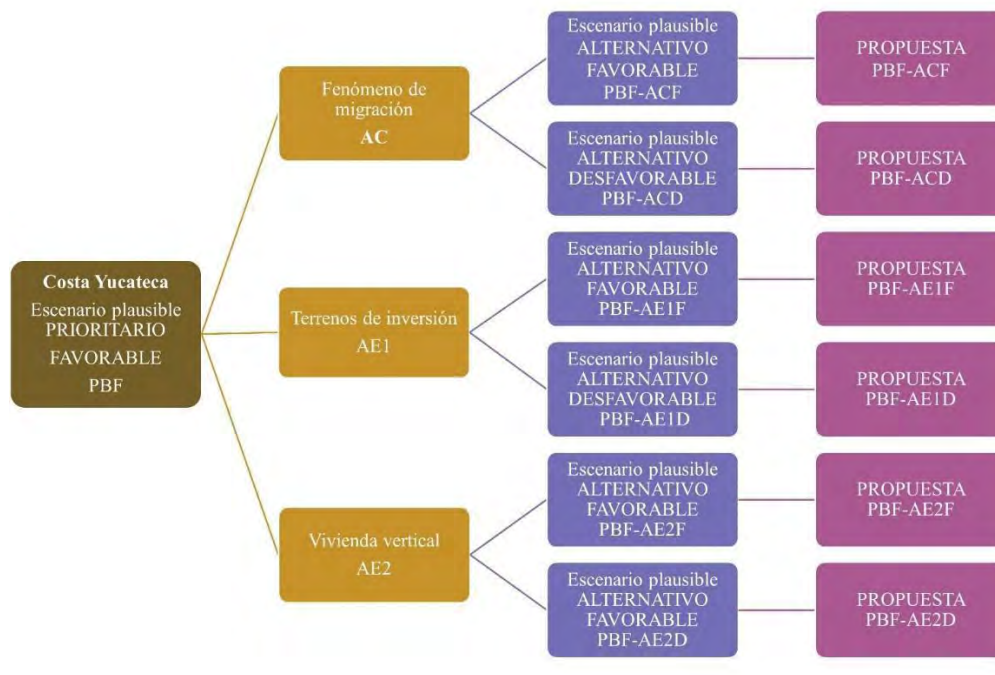 Costa Yucateca
Escenario plausible
PRIORITARIO
FAVORABLE
PBF
Fenómeno de
migración
AC
Escenario plausible
ALTERNATIVO
FAVORABLE
PBF-ACF
PROPUESTA
PBF-ACF
Escenario plausible
ALTERNATIVO
DESFAVORABLE
PBF-ACD
PROPUESTA
PBF-ACD
Terrenos de inversión
AE1
Escenario plausible
ALTERNATIVO
FAVORABLE
PBF-AE1F
PROPUESTA
PBF-AE1F
Escenario plausible
ALTERNATIVO
DESFAVORABLE
PBF-AE1D
PROPUESTA
PBF-AE1D
Vivienda vertical
AE2
Escenario plausible
ALTERNATIVO
FAVORABLE
PBF-AE2F
PROPUESTA
PBF-AE2F
Escenario plausible
ALTERNATIVO
FAVORABLE
PBF-AE2D
PROPUESTA
PBF-AE2D